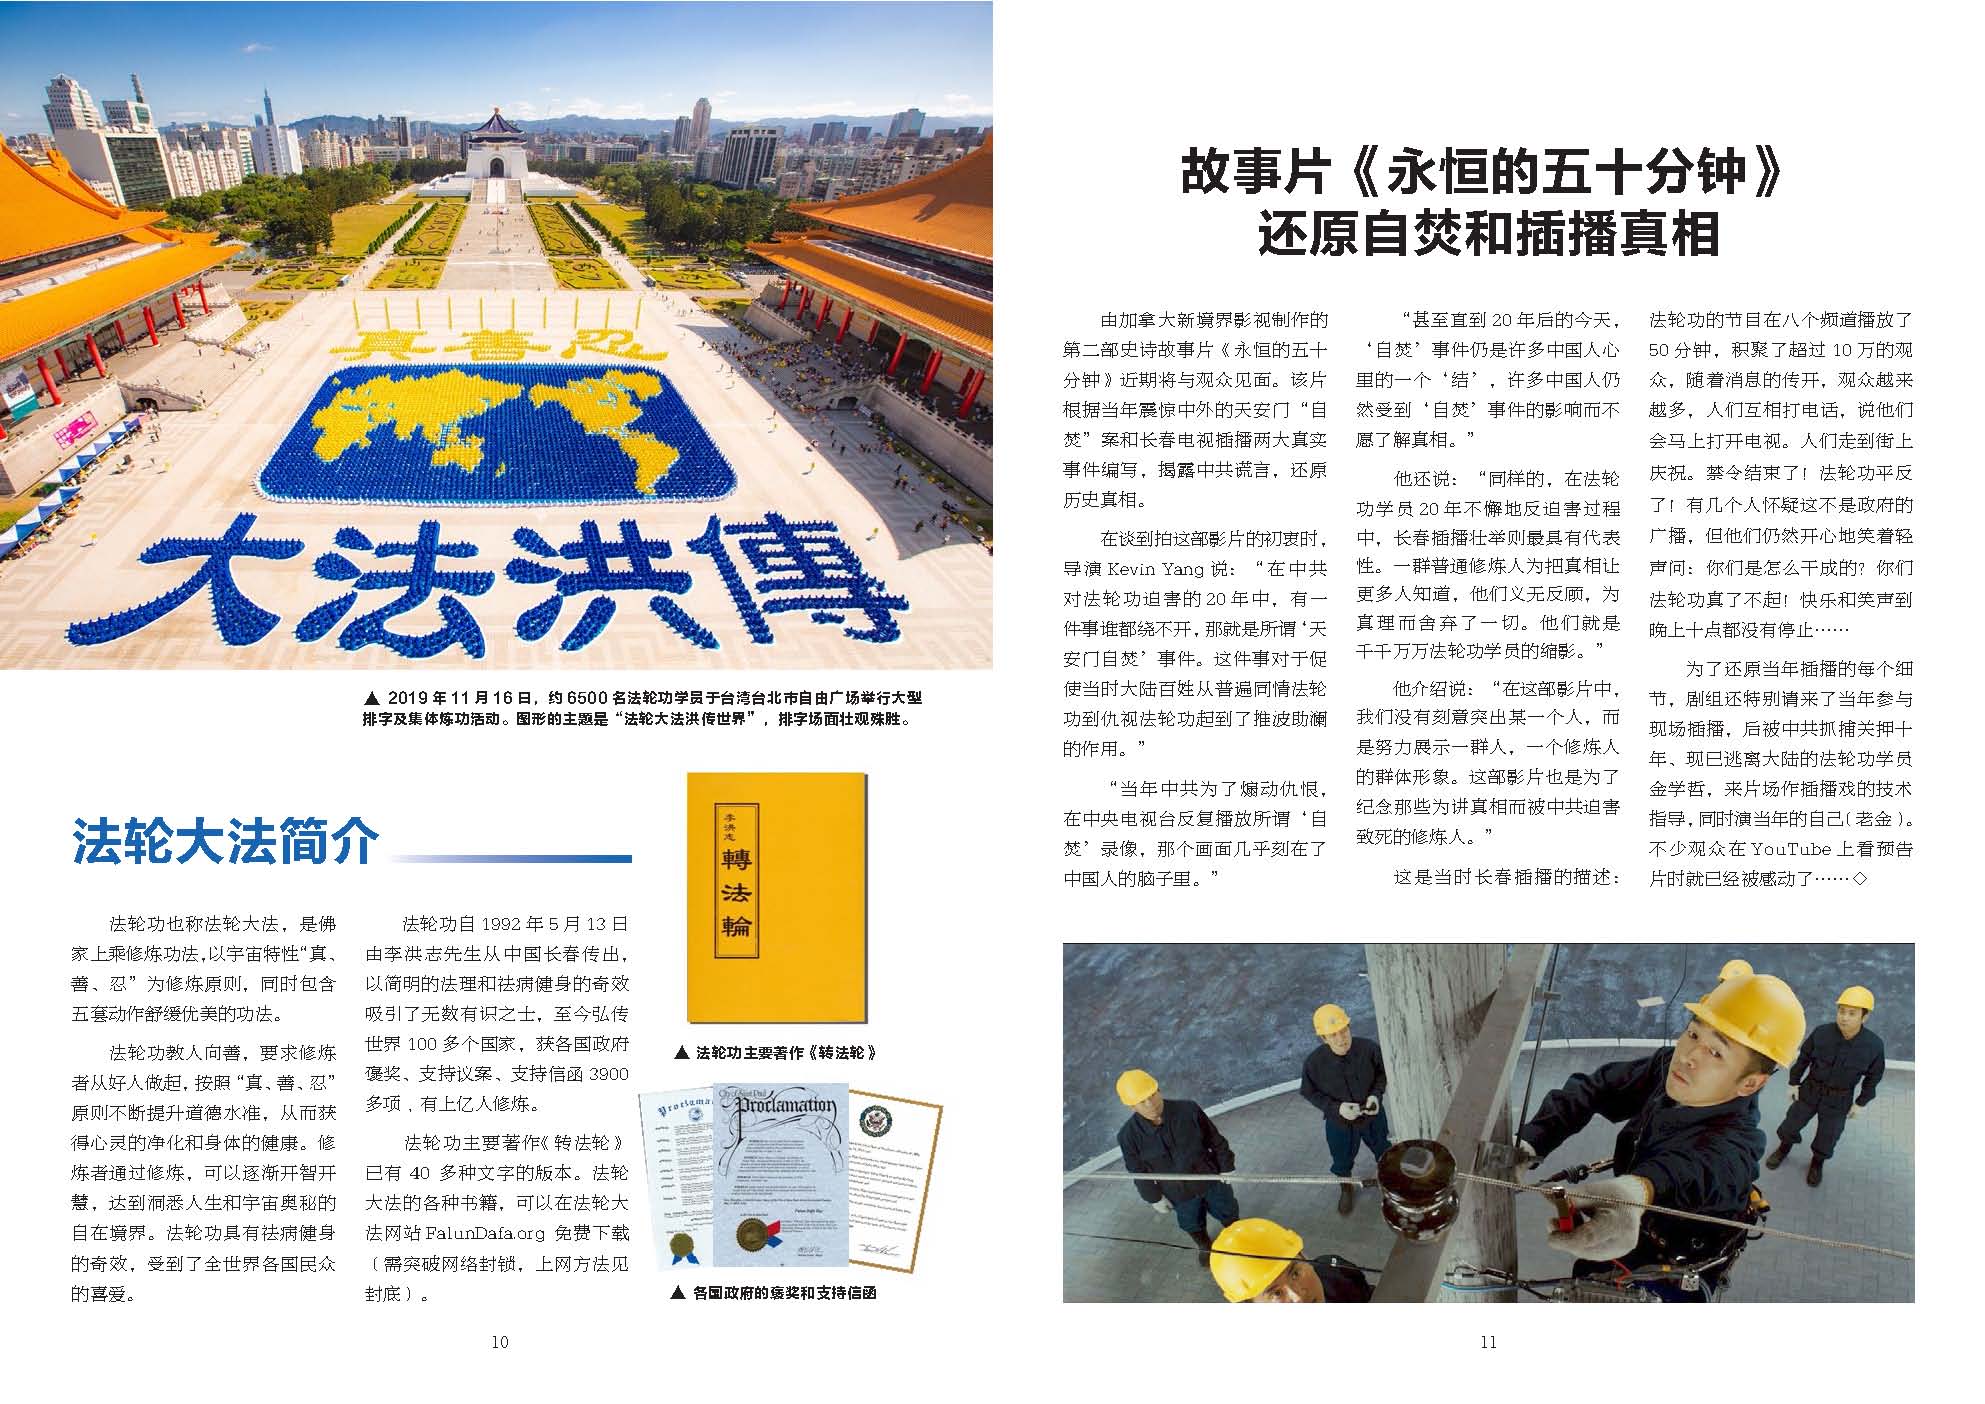 真善忍
大法洪傳
▲ 2019 年 11 月 16 日，约 6500 名法轮功学员于台湾台北市自由广场举行大型
排字及集体炼功活动。图形的主题是“法轮大法洪传世界”，排字场面壮观殊胜。
法轮大法简介
法轮功也称法轮大法，是佛
家上乘修炼功法，以宇宙特性“真、
善、忍”为修炼原则，同时包含
五套动作舒缓优美的功法。
法轮功教人向善，要求修炼
者从好人做起，按照“真、善、忍”
原则不断提升道德水准，从而获
得心灵的净化和身体的健康。修
炼者通过修炼，可以逐渐开智开
慧，达到洞悉人生和宇宙奥秘的
自在境界。法轮功具有祛病健身
的奇效，受到了全世界各国民众
的喜爱。
法轮功自 1992 年 5 月 13 日
由李洪志先生从中国长春传出，
以简明的法理和祛病健身的奇效
吸引了无数有识之士，至今弘传
世界 100 多个国家，获各国政府
褒奖、支持议案、支持信函 3900
多项，有上亿人修炼。
法轮功主要著作《转法轮》
已有 40 多种文字的版本。法轮
大法的各种书籍，可以在法轮大
法网站 FalunDafa.org 免费下载
（需突破网络封锁，上网方法见
封底）。
李洪志
轉法輪
▲ 法轮功主要著作《转法轮》
City of Saint Paul
Proclamation
▲ 各国政府的褒奖和支持信函
10
故事片《永恒的五十分钟》
还原自焚和插播真相
由加拿大新境界影视制作的
第二部史诗故事片《永恒的五十
分钟》近期将与观众见面。该片
根据当年震惊中外的天安门“自
焚”案和长春电视插播两大真实
事件编写，揭露中共谎言，还原
历史真相。
在谈到拍这部影片的初衷时，
导演 Kevin Yang 说：“在中共
对法轮功迫害的 20 年中，有一
件事谁都绕不开，那就是所谓‘天
安门自焚’事件。这件事对于促
使当时大陆百姓从普遍同情法轮
功到仇视法轮功起到了推波助澜
的作用。”
“当年中共为了煽动仇恨，
在中央电视台反复播放所谓‘自
焚’录像，那个画面几乎刻在了
中国人的脑子里。”
“甚至直到 20 年后的今天，
‘自焚’事件仍是许多中国人心
里的一个‘结’，许多中国人仍
然受到‘自焚’事件的影响而不
愿了解真相。”
他还说：“同样的，在法轮
功学员 20 年不懈地反迫害过程
中，长春插播壮举则最具有代表
性。一群普通修炼人为把真相让
更多人知道，他们义无反顾，为
真理而舍弃了一切。他们就是
千千万万法轮功学员的缩影。”
他介绍说：“在这部影片中，
我们没有刻意突出某一个人，而
是努力展示一群人，一个修炼人
的群体形象。这部影片也是为了
纪念那些为讲真相而被中共迫害
致死的修炼人。”
这是当时长春插播的描述：
法轮功的节目在八个频道播放了
50 分钟，积聚了超过 10 万的观
众，随着消息的传开，观众越来
越多，人们互相打电话，说他们
会马上打开电视。人们走到街上
庆祝。禁令结束了！法轮功平反
了！有几个人怀疑这不是政府的
广播，但他们仍然开心地笑着轻
声问：你们是怎么干成的？你们
法轮功真了不起！快乐和笑声到
晚上十点都没有停止……
为了还原当年插播的每个细
节，剧组还特别请来了当年参与
现场插播，后被中共抓捕关押十
年、现已逃离大陆的法轮功学员
金学哲，来片场作插播戏的技术
指导，同时演当年的自己（老金）。
不少观众在 YouTube 上看预告
片时就已经被感动了……◇
11